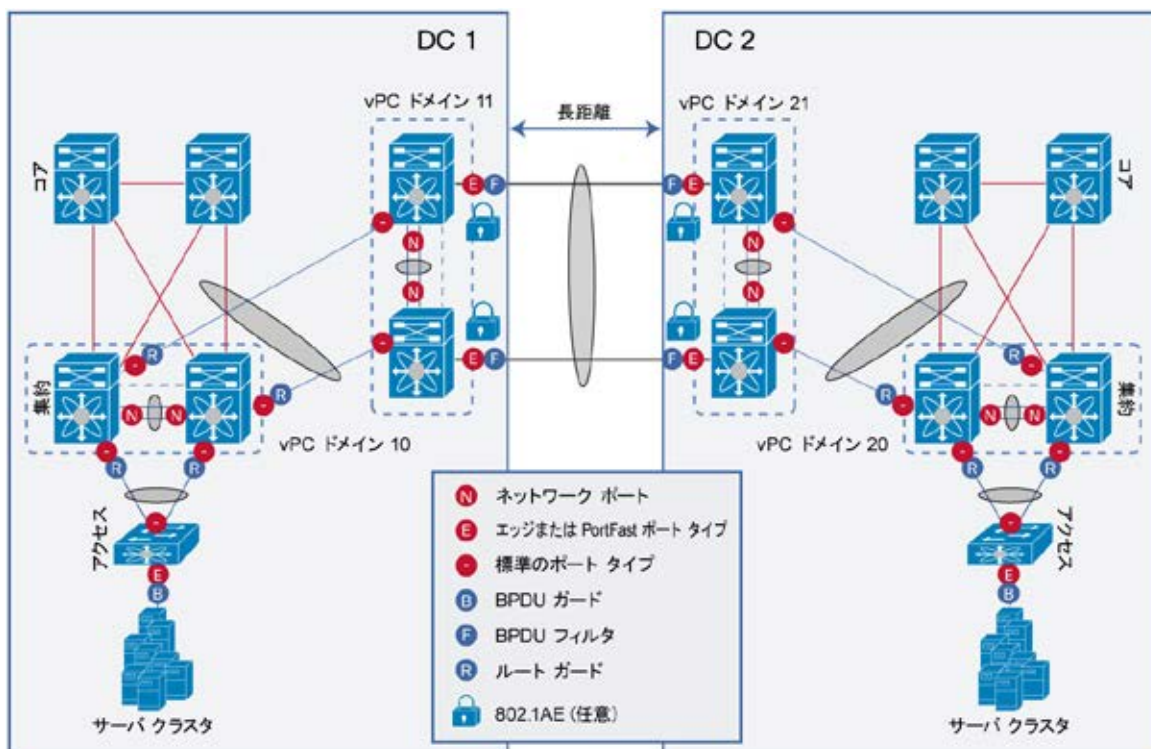 DC 1
DC 2
vPC ドメイン 11
長距離
vPC ドメイン 21
コア
コア
E F
F E
-
N
N
-
N
N
-
R
-
E F
F E
-
R
-
集約
N N
-
R
vPC ドメイン 10
vPC ドメイン 20
R
-
N N
集約
- -
R R
- -
R R
アクセス
-
E
B
サーバ クラスタ
アクセス
-
E
B
サーバ クラスタ
N ネットワーク ポート
E エッジまたは PortFast ポート タイプ
- 標準のポート タイプ
B BPDU ガード
F BPDU フィルタ
R ルート ガード
802.1AE (任意)